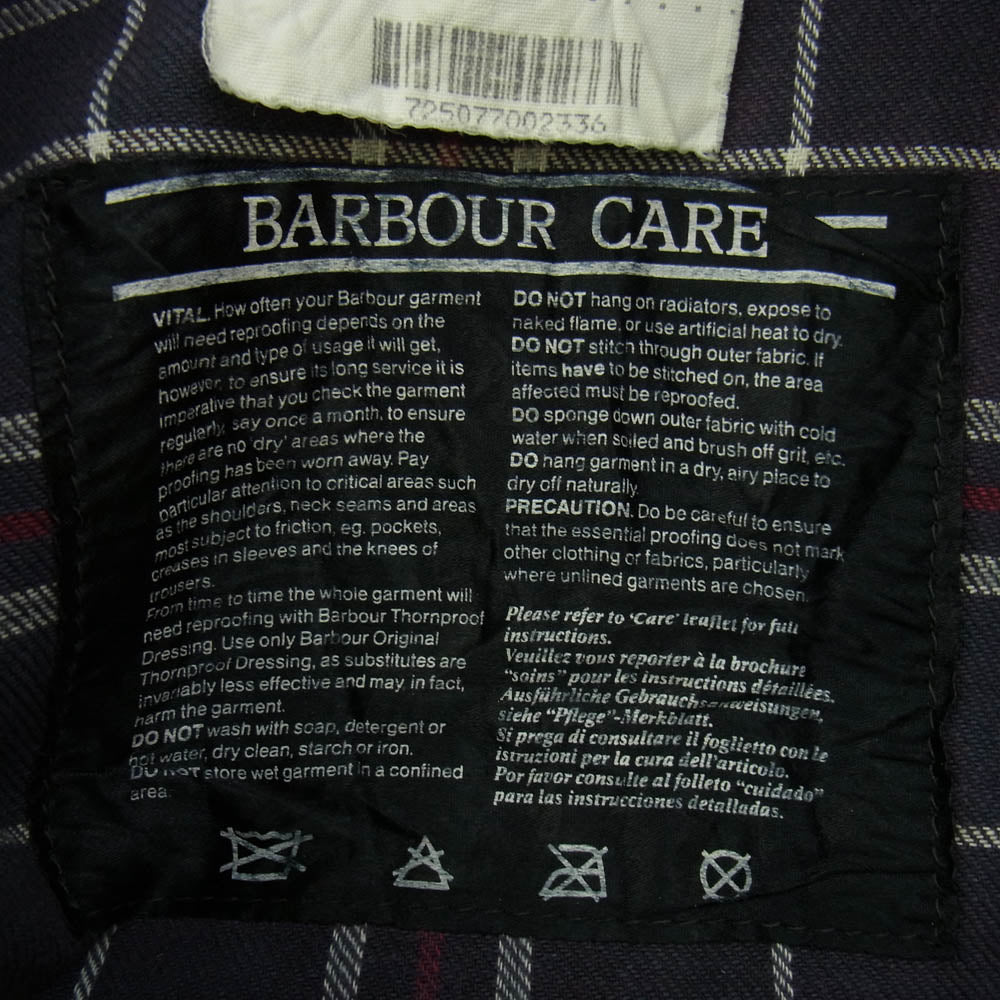 725077002336
BARBOUR CARE
VITAL. How often your Barbour garment
will need reproofing depends on the
amount and type of usage it will get,
however, to ensure its long service it is
imperative that you check the garment
regularly, say once a month, to ensure
there are no 'dry' areas where the
proofing has been worn away. Pay
particular attention to critical areas such
as the shoulders, neck seams and areas
most subject to friction, eg. pockets,
creases in sleeves and the knees of
trousers.
From time to time the whole garment will
need reproofing with Barbour Thornproof
Dressing. Use only Barbour Original
Thornproof Dressing, as substitutes are
invariably less effective and may, in fact,
harm the garment.
DO NOT wash with soap, detergent or
hot water, dry clean, starch or iron.
DO NOT store wet garment in a confined
area.
DO NOT hang on radiators, expose to
naked flame, or use artificial heat to dry.
DO NOT stitch through outer fabric. If
items have to be stitched on, the area
affected must be reproofed.
DO sponge down outer fabric with cold
water when soiled and brush off grit, etc.
DO hang garment in a dry, airy place to
dry off naturally.
PRECAUTION. Do be careful to ensure
that the essential proofing does not mark
other clothing or fabrics, particularly
where unlined garments are chosen.
Please refer to 'Care' leaflet for full
instructions.
Veuillez vous reporter à la brochure
"soins" pour les instructions détaillées.
Ausführliche Gebrauchsanweisungen,
siehe "Pflege"-Merkblatt.
Si prega di consultare il foglietto con le
istruzioni per la cura dell'articolo.
Por favor consulte al folleto "cuidado"
para las instrucciones detalladas.